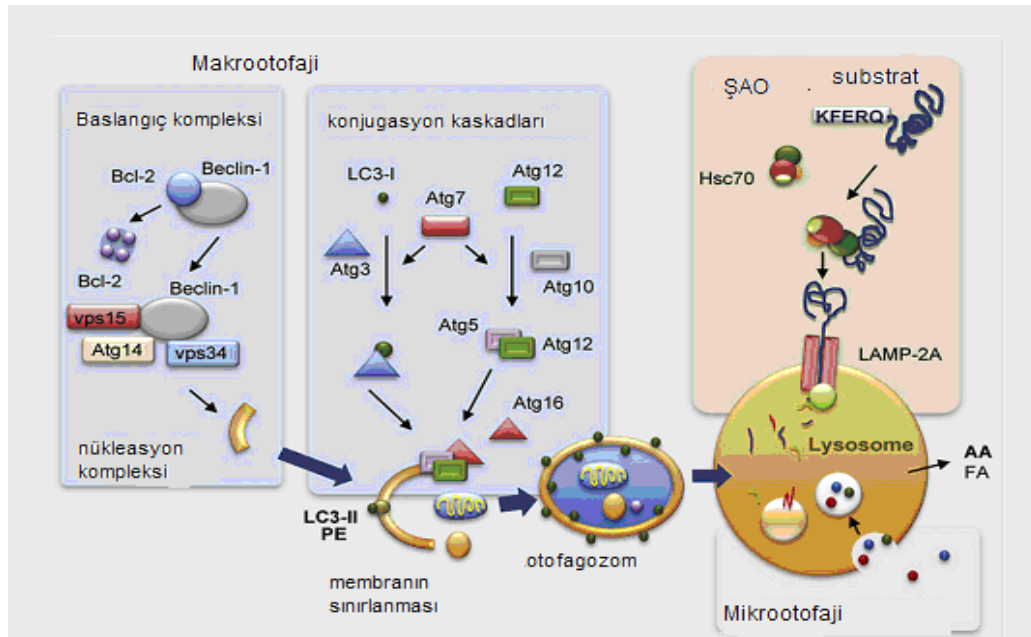 Makrootofaji
Baslangıç kompleksi
Bcl-2
Beclin-1
Bcl-2
Beclin-1
vps15
Atg14
vps34
nükleasyon
kompleksi
konjugasyon kaskadları
LC3-I
Atg12
Atg7
Atg3
Atg10
Atg5
Atg12
Atg16
LC3-II
PE
membranın
sınırlanması
otofagozom
ŞAO
substrat
KFERQ
Hsc70
LAMP-2A
Lysosome
AA
FA
Mikrootofaji